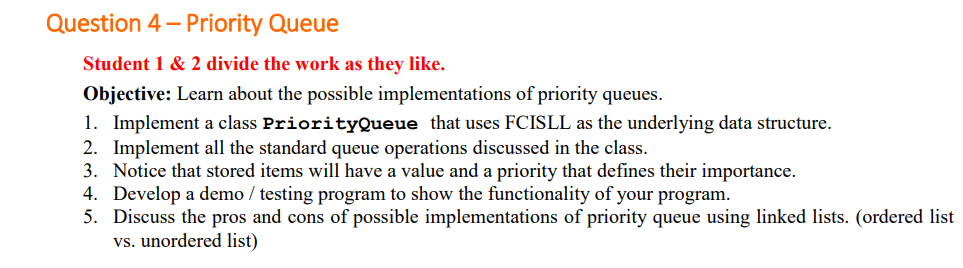 Question 4 – Priority Queue
Student 1 & 2 divide the work as they like.
Objective: Learn about the possible implementations of priority queues.
1. Implement a class PriorityQueue that uses FCISLL as the underlying data structure.
2. Implement all the standard queue operations discussed in the class.
3. Notice that stored items will have a value and a priority that defines their importance.
4. Develop a demo / testing program to show the functionality of your program.
5. Discuss the pros and cons of possible implementations of priority queue using linked lists. (ordered list
vs. unordered list)